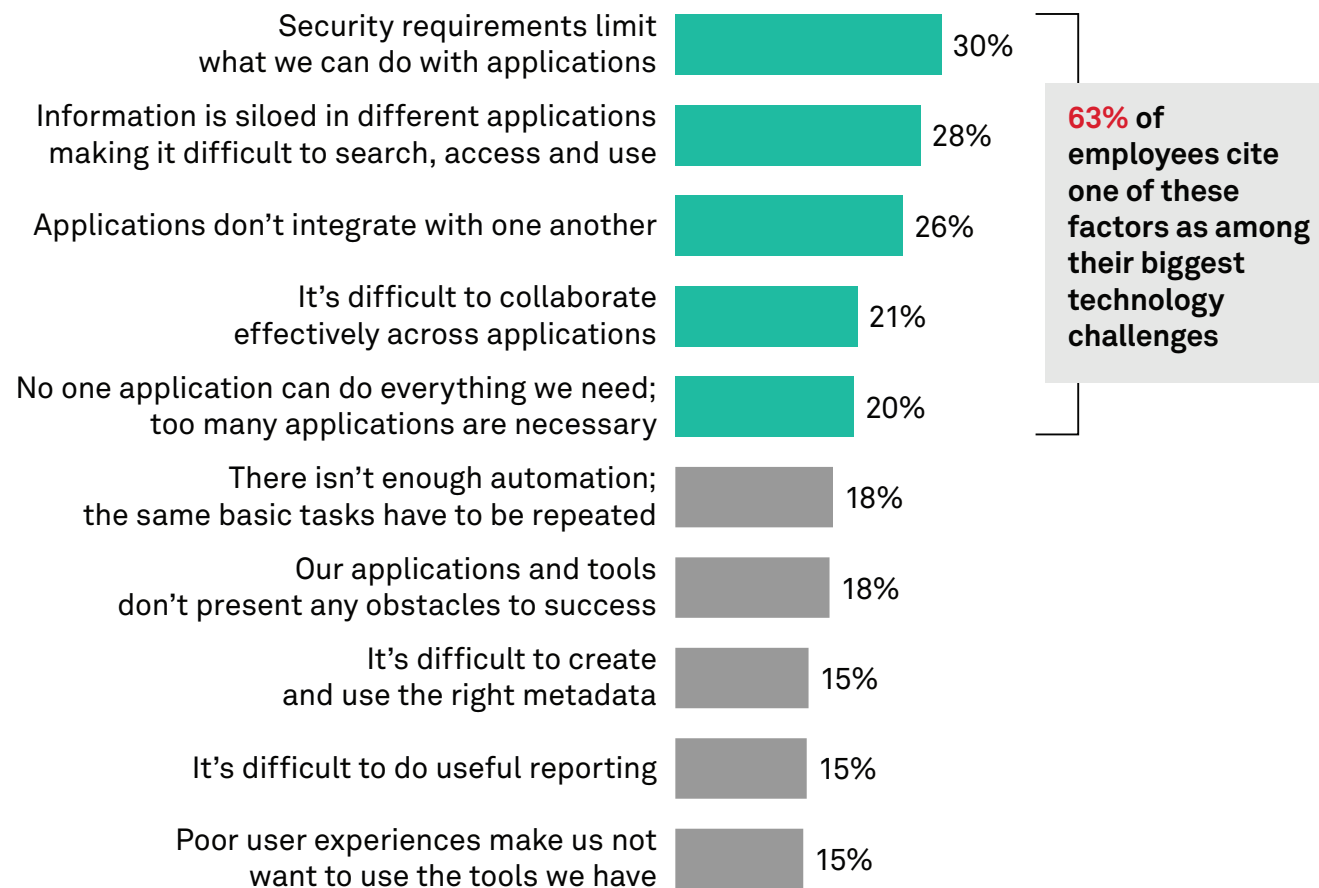 Security requirements limit
what we can do with applications
30%
Information is siloed in different applications
making it difficult to search, access and use
28%
Applications don’t integrate with one another
26%
It’s difficult to collaborate
effectively across applications
21%
No one application can do everything we need;
too many applications are necessary
20%
There isn’t enough automation;
the same basic tasks have to be repeated
18%
Our applications and tools
don’t present any obstacles to success
18%
It’s difficult to create
and use the right metadata
15%
It’s difficult to do useful reporting
15%
Poor user experiences make us not
want to use the tools we have
15%
63% of
employees cite
one of these
factors as among
their biggest
technology
challenges